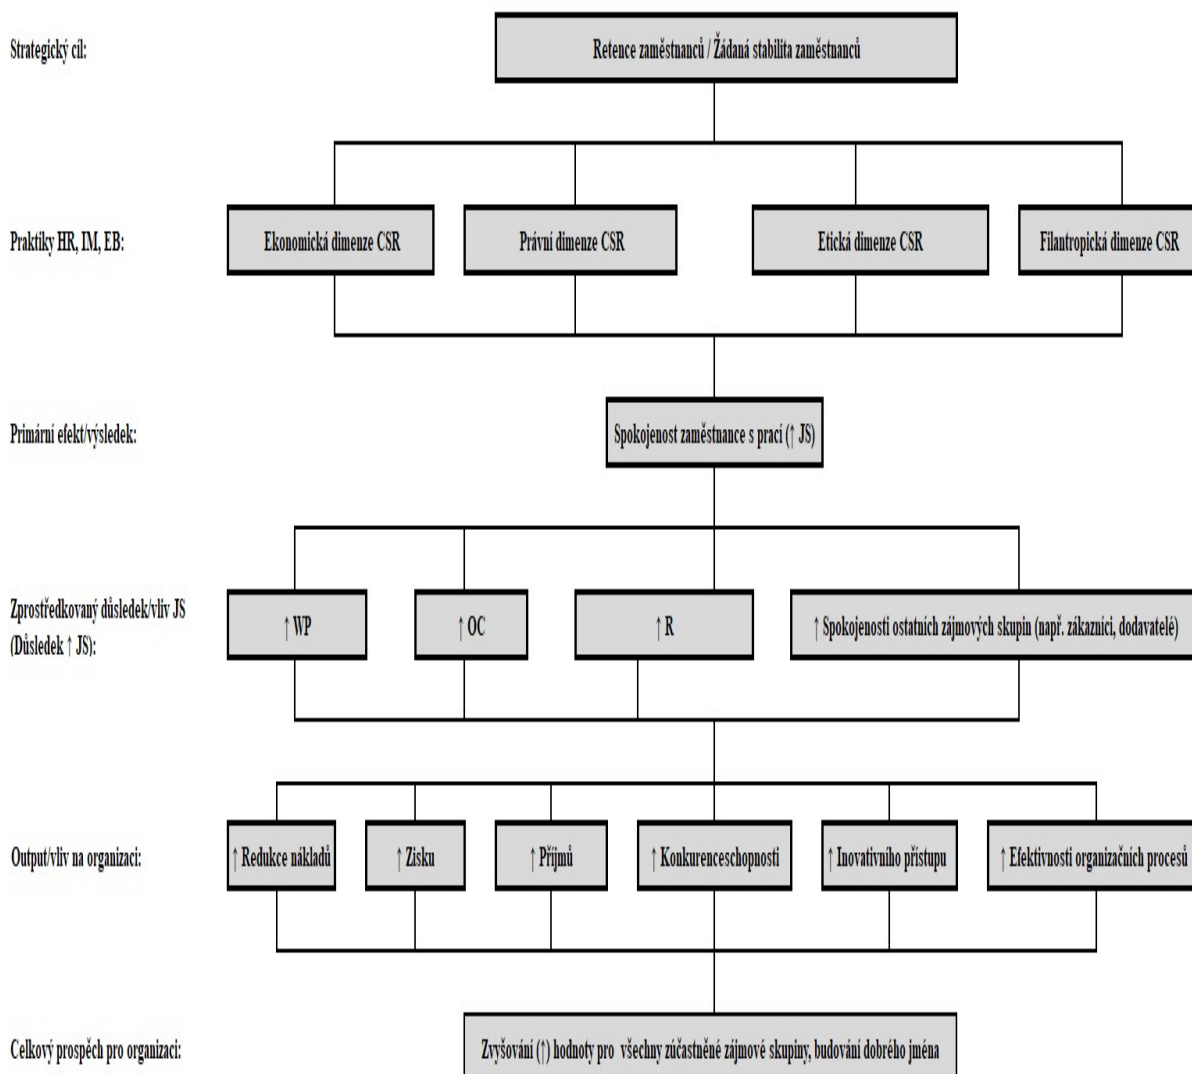 Strategický cíl:
Retence zaměstnanců / Žádaná stabilita zaměstnanců
Praktiky HR, IM, EB:
Ekonomická dimenze CSR
Právní dimenze CSR
Etická dimenze CSR
Filantropická dimenze CSR
Primární efekt/výsledek:
Spokojenost zaměstnance s prací (↑ JS)
Zprostředkovaný důsledek/vliv JS
(Důsledek ↑ JS):
↑ WP
↑ OC
↑ R
↑ Spokojenosti ostatních zájmových skupin (např. zákazníci, dodavatelé)
Output/vliv na organizaci:
↑ Redukce nákladů
↑ Zisku
↑ Příjmů
↑ Konkurenceschopnosti
↑ Inovativního přístupu
↑ Efektivnosti organizačních procesů
Celkový prospěch pro organizaci:
Zvyšování (↑) hodnoty pro všechny zúčastněné zájmové skupiny, budování dobrého jména